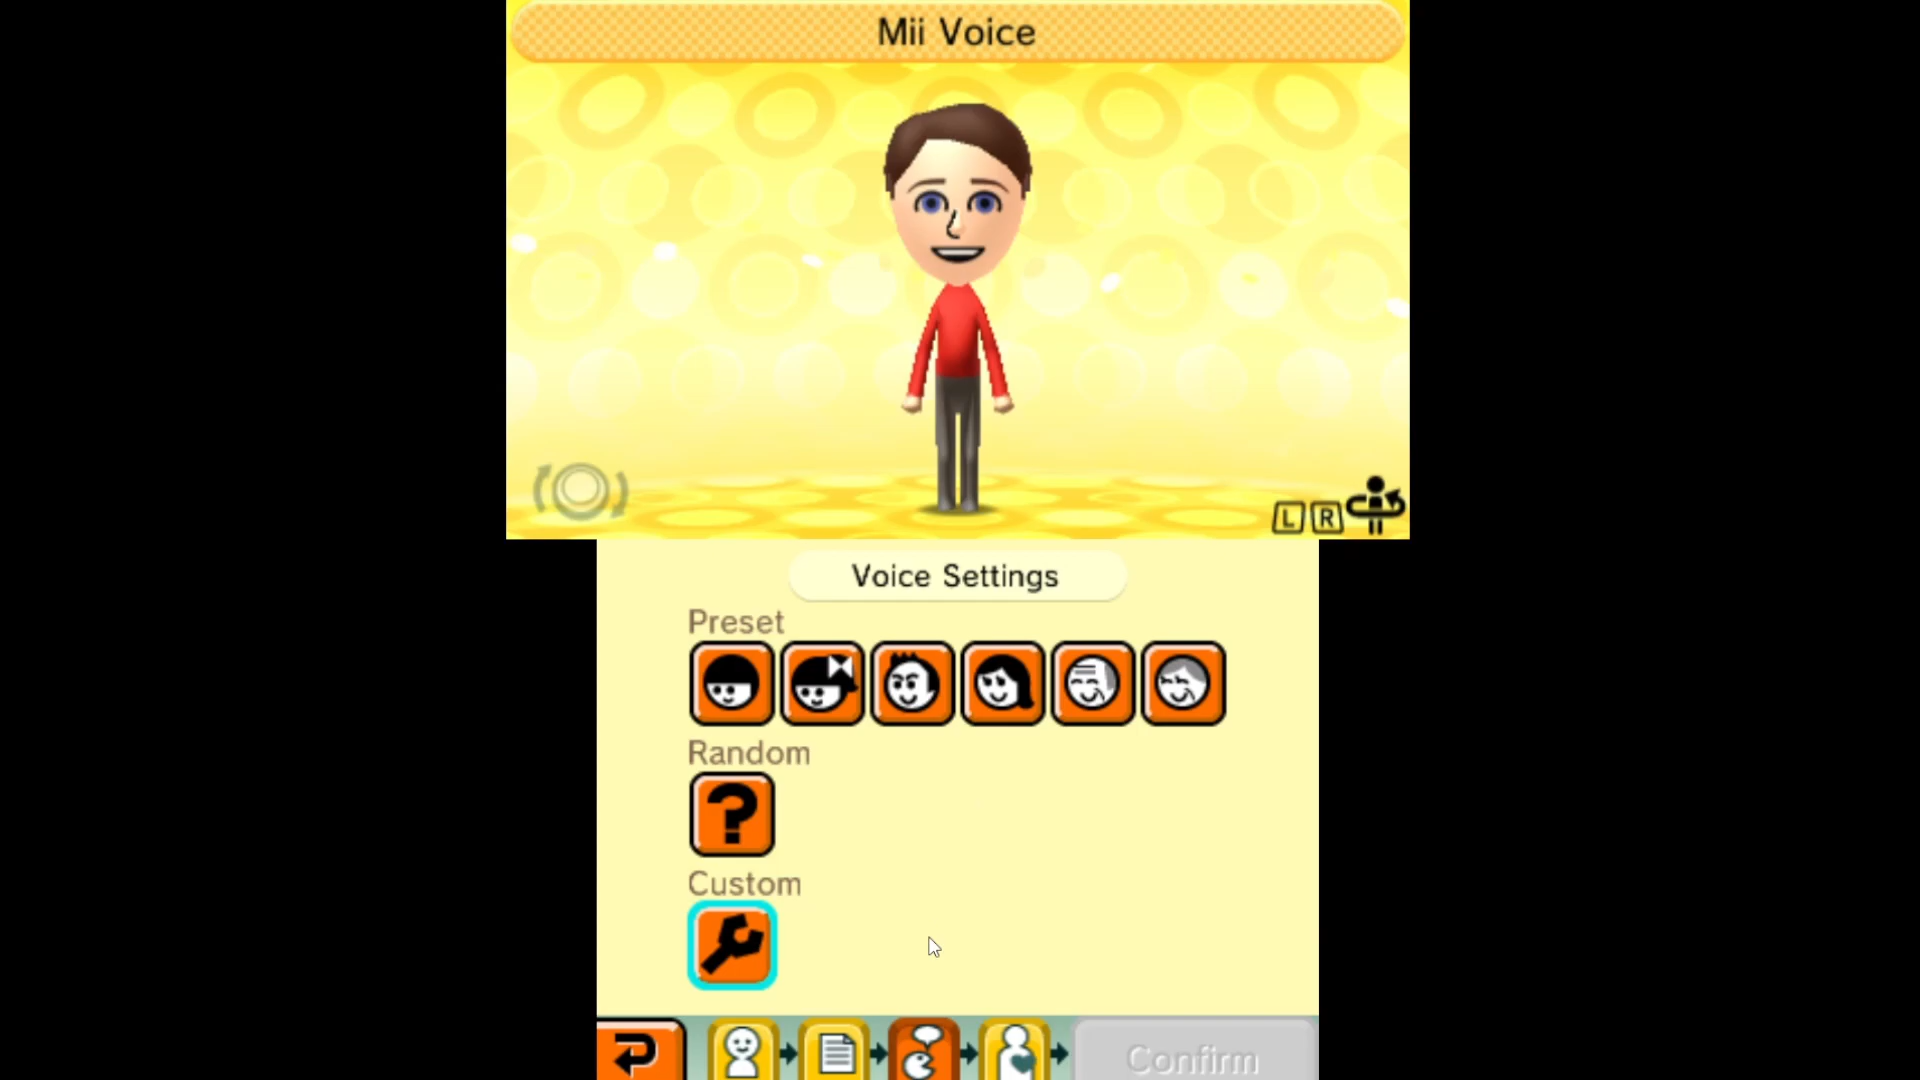 Mii Voice
L R
Voice Settings
Preset
Random
?
Custom
Confirm